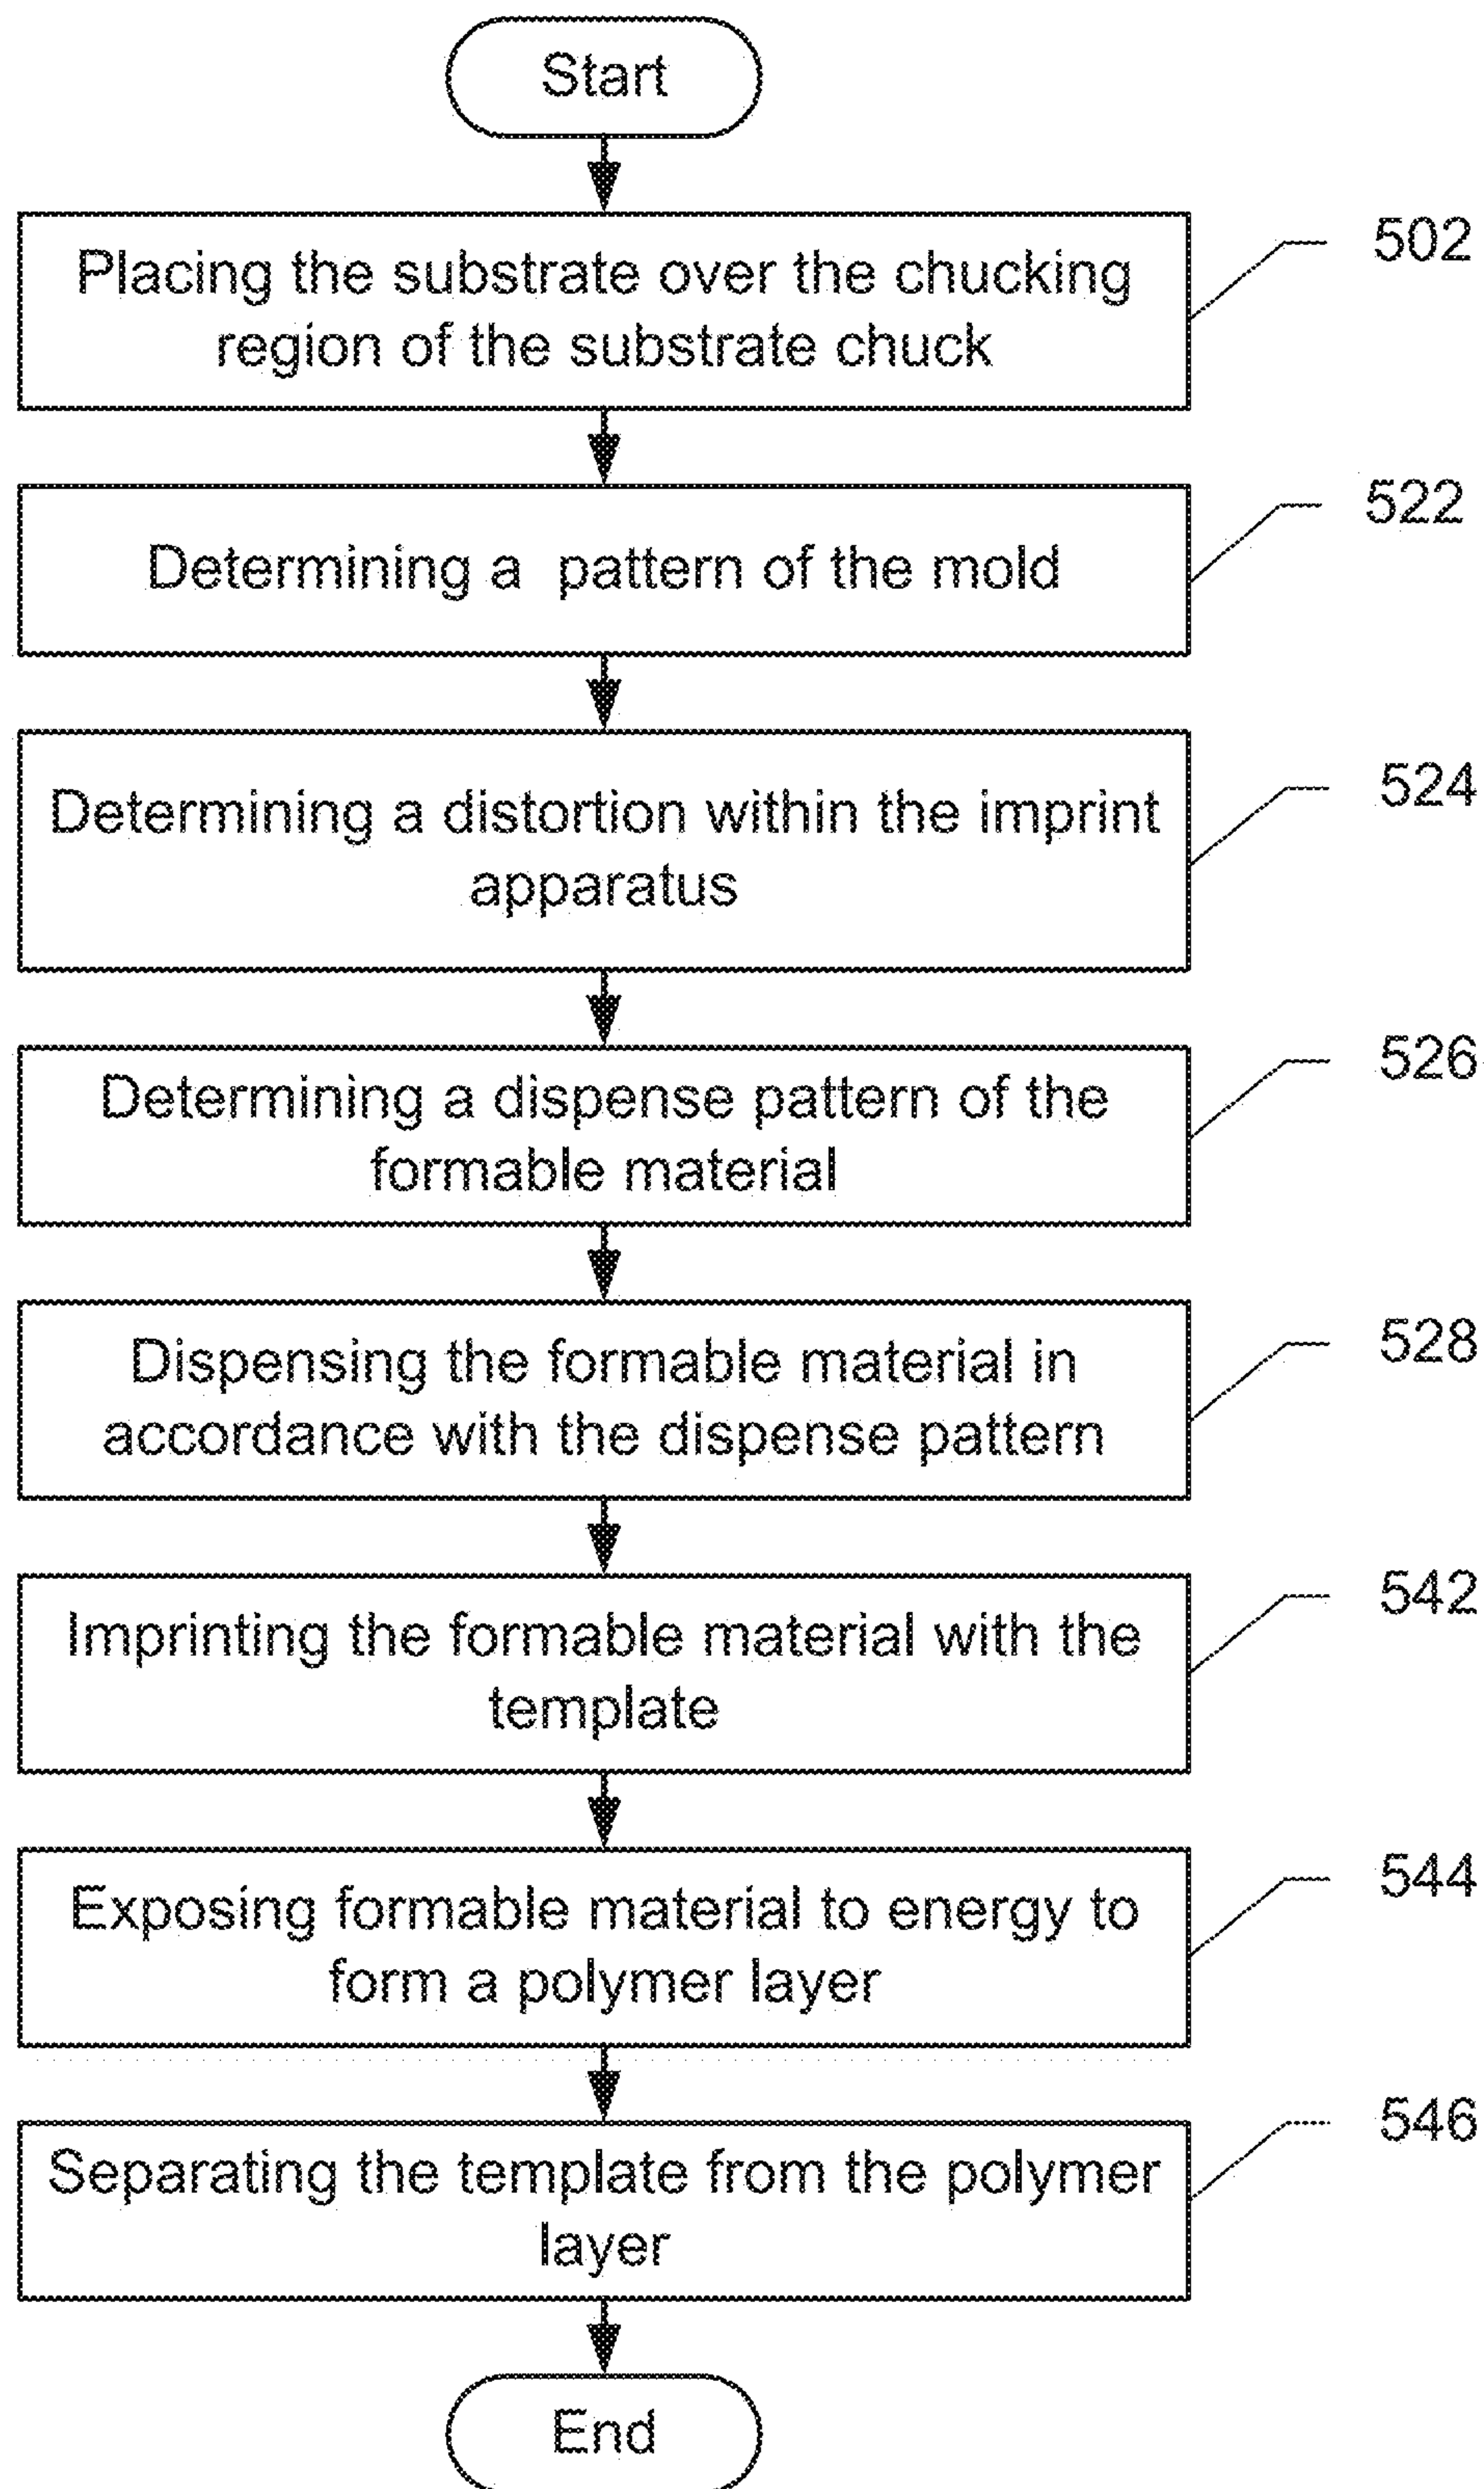 Start
Placing the substrate over the chucking
region of the substrate chuck
502
Determining a pattern of the mold
522
Determining a distortion within the imprint
apparatus
524
Determining a dispense pattern of the
formable material
526
Dispensing the formable material in
accordance with the dispense pattern
528
Imprinting the formable material with the
template
542
Exposing formable material to energy to
form a polymer layer
544
Separating the template from the polymer
layer
546
End